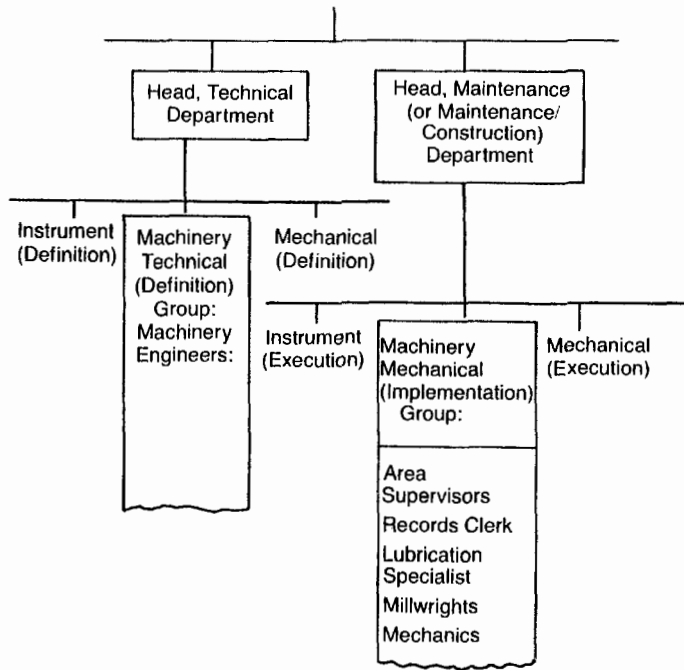 Head, Technical
Department
Head, Maintenance
(or Maintenance/
Construction)
Department
Instrument
(Definition)
Machinery
Technical
(Definition)
Group:
Machinery
Engineers:
Mechanical
(Definition)
Instrument
(Execution)
Machinery
Mechanical
(Implementation)
Group:
Mechanical
(Execution)
Area
Supervisors
Records Clerk
Lubrication
Specialist
Millwrights
Mechanics